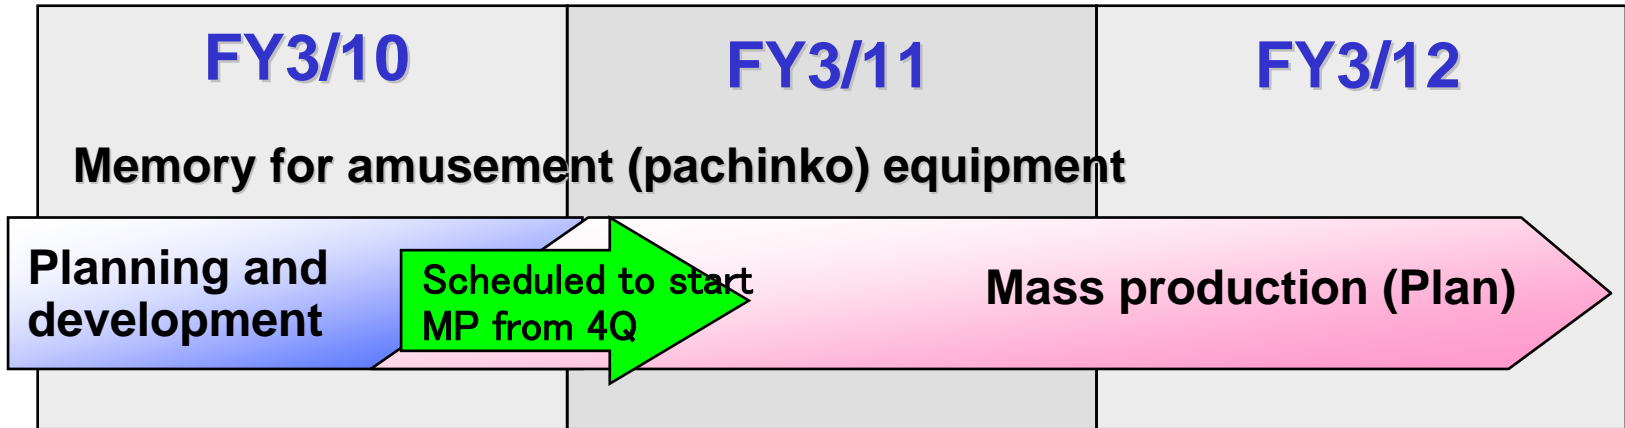 FY3/10
FY3/11
FY3/12
Memory for amusement (pachinko) equipment
Planning and
development
Scheduled to start
MP from 4Q
Mass production (Plan)